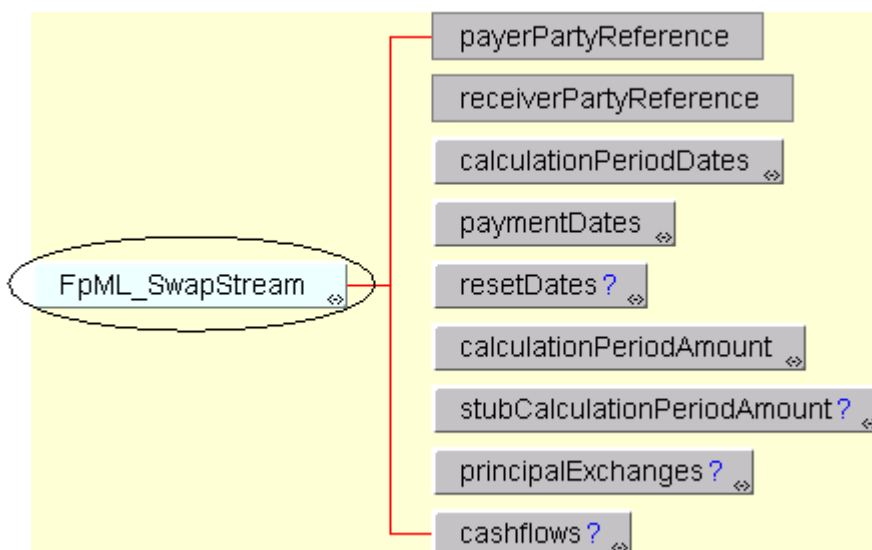 payerPartyReference
receiverPartyReference
calculationPeriodDates
paymentDates
FpML_SwapStream
resetDates?
calculationPeriodAmount
stubCalculationPeriodAmount?
principalExchanges?
cashflows?